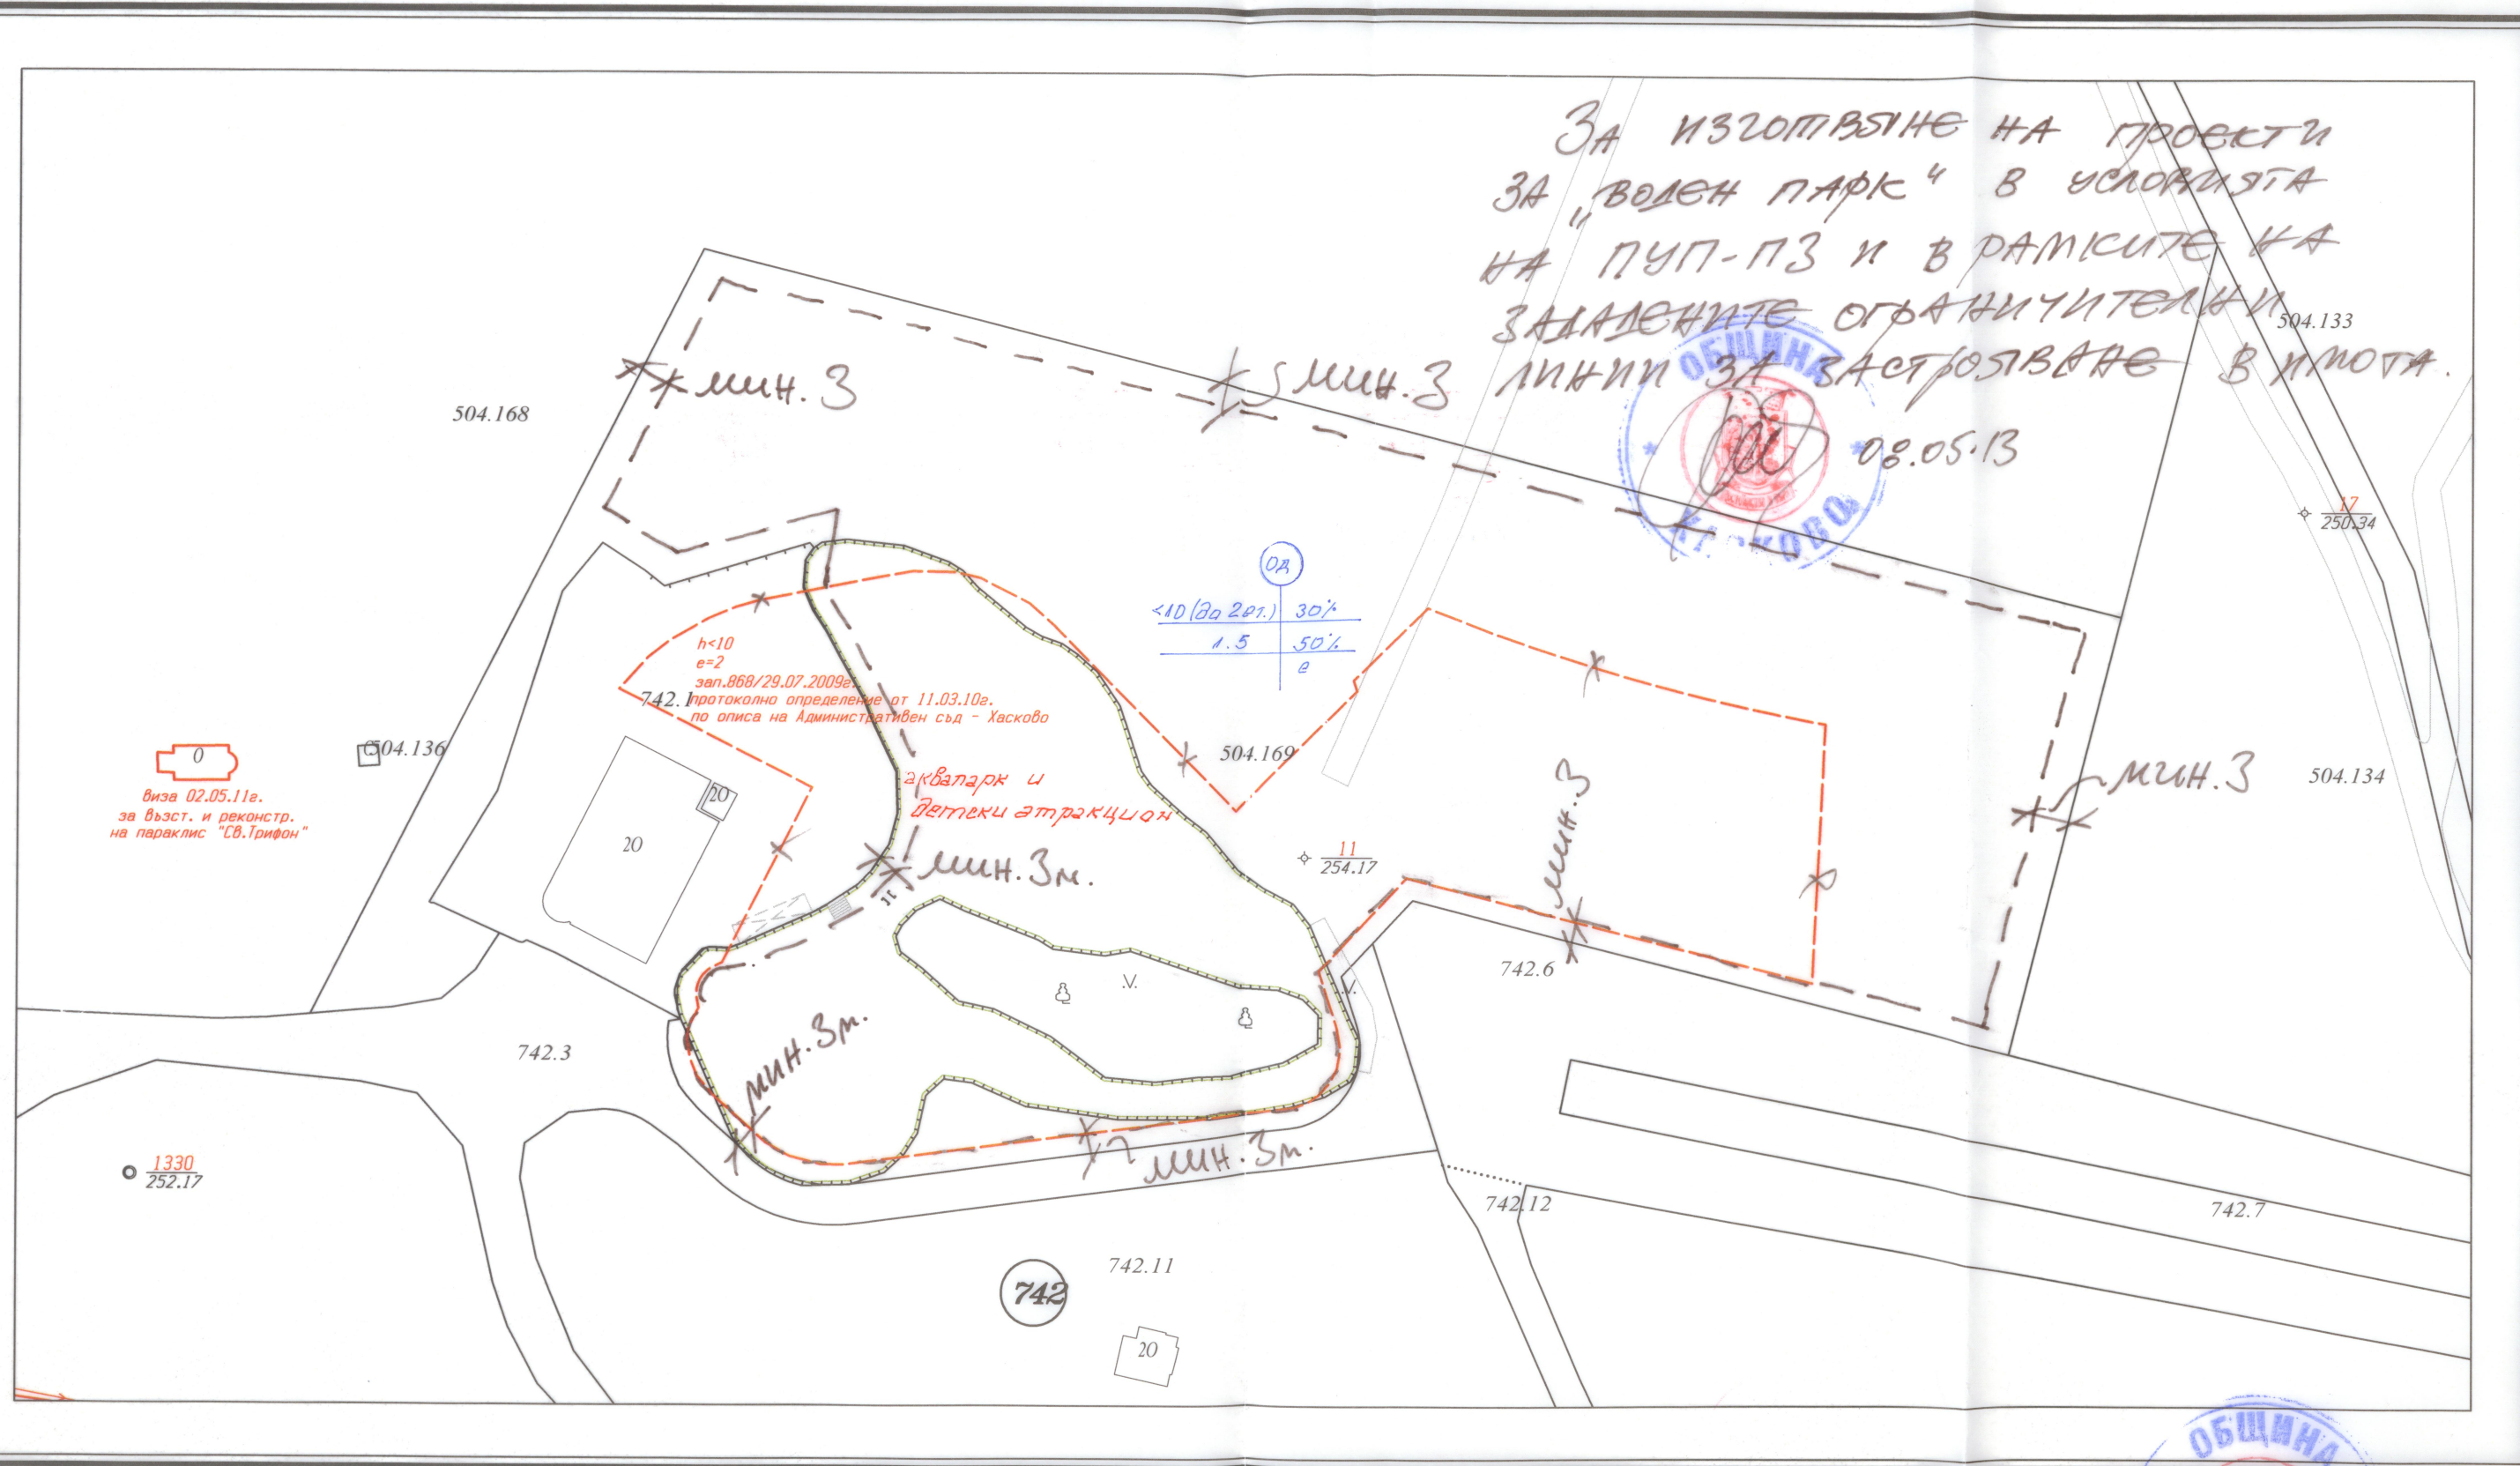 За изготвяне на проекти
за „Воден парк“ в условията
на ПУП-ПЗ и в рамките на
зададените ограничителни
линии за застрояване в имота.
08.05.13
ОБЩИНА
ХАСКОВО
504.133
17
250.34
мин. 3
мин. 3
504.168
ОД
<10 (до 2ет.) 30%
1.5 50%
е
h<10
e=2
зап.868/29.07.2009г.
742.1
протоколно определение от 11.03.10г.
по описа на Административен съд - Хасково
0
504.136
504.169
аквапарк и
детски атракцион
виза 02.05.11г.
за възст. и реконстр.
на параклис "Св.Трифон"
20
20
мин. 3
мин. 3
504.134
11
254.17
мин. 3м.
742.6
мин. 3м.
742.3
мин. 3м.
1330
252.17
742.12
742.7
742.11
742
20
ОБЩИНА